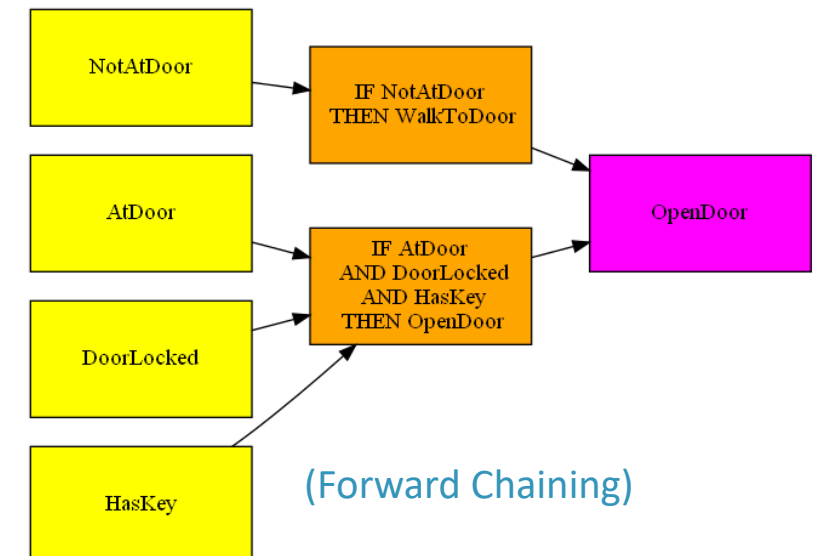 NotAtDoor
IF NotAtDoor
THEN WalkToDoor
AtDoor
OpenDoor
IF AtDoor
AND DoorLocked
AND HasKey
THEN OpenDoor
DoorLocked
HasKey
(Forward Chaining)